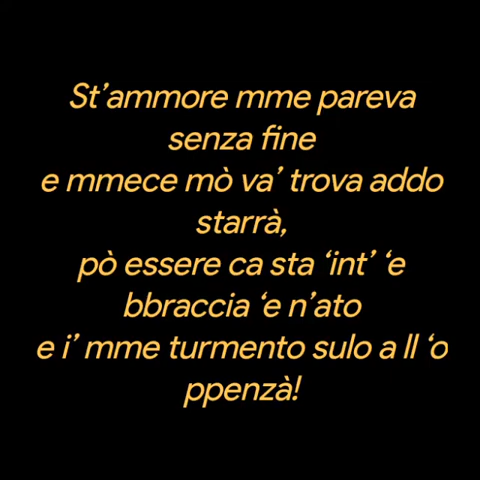 St’ammore mme pareva
senza fine
e mmece mò va’ trova addo
starrà,
pò essere ca sta ‘int’ ‘e
bbraccia ‘e n’ato
e i’ mme turmento sulo a ll ‘o
ppenzà!